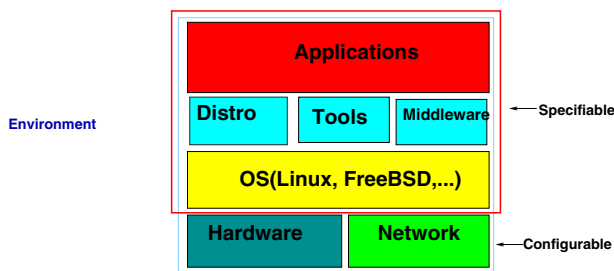 Applications
Distro Tools Middleware
Specifiable
Environment
OS(Linux, FreeBSD,...)
Hardware Network
Configurable